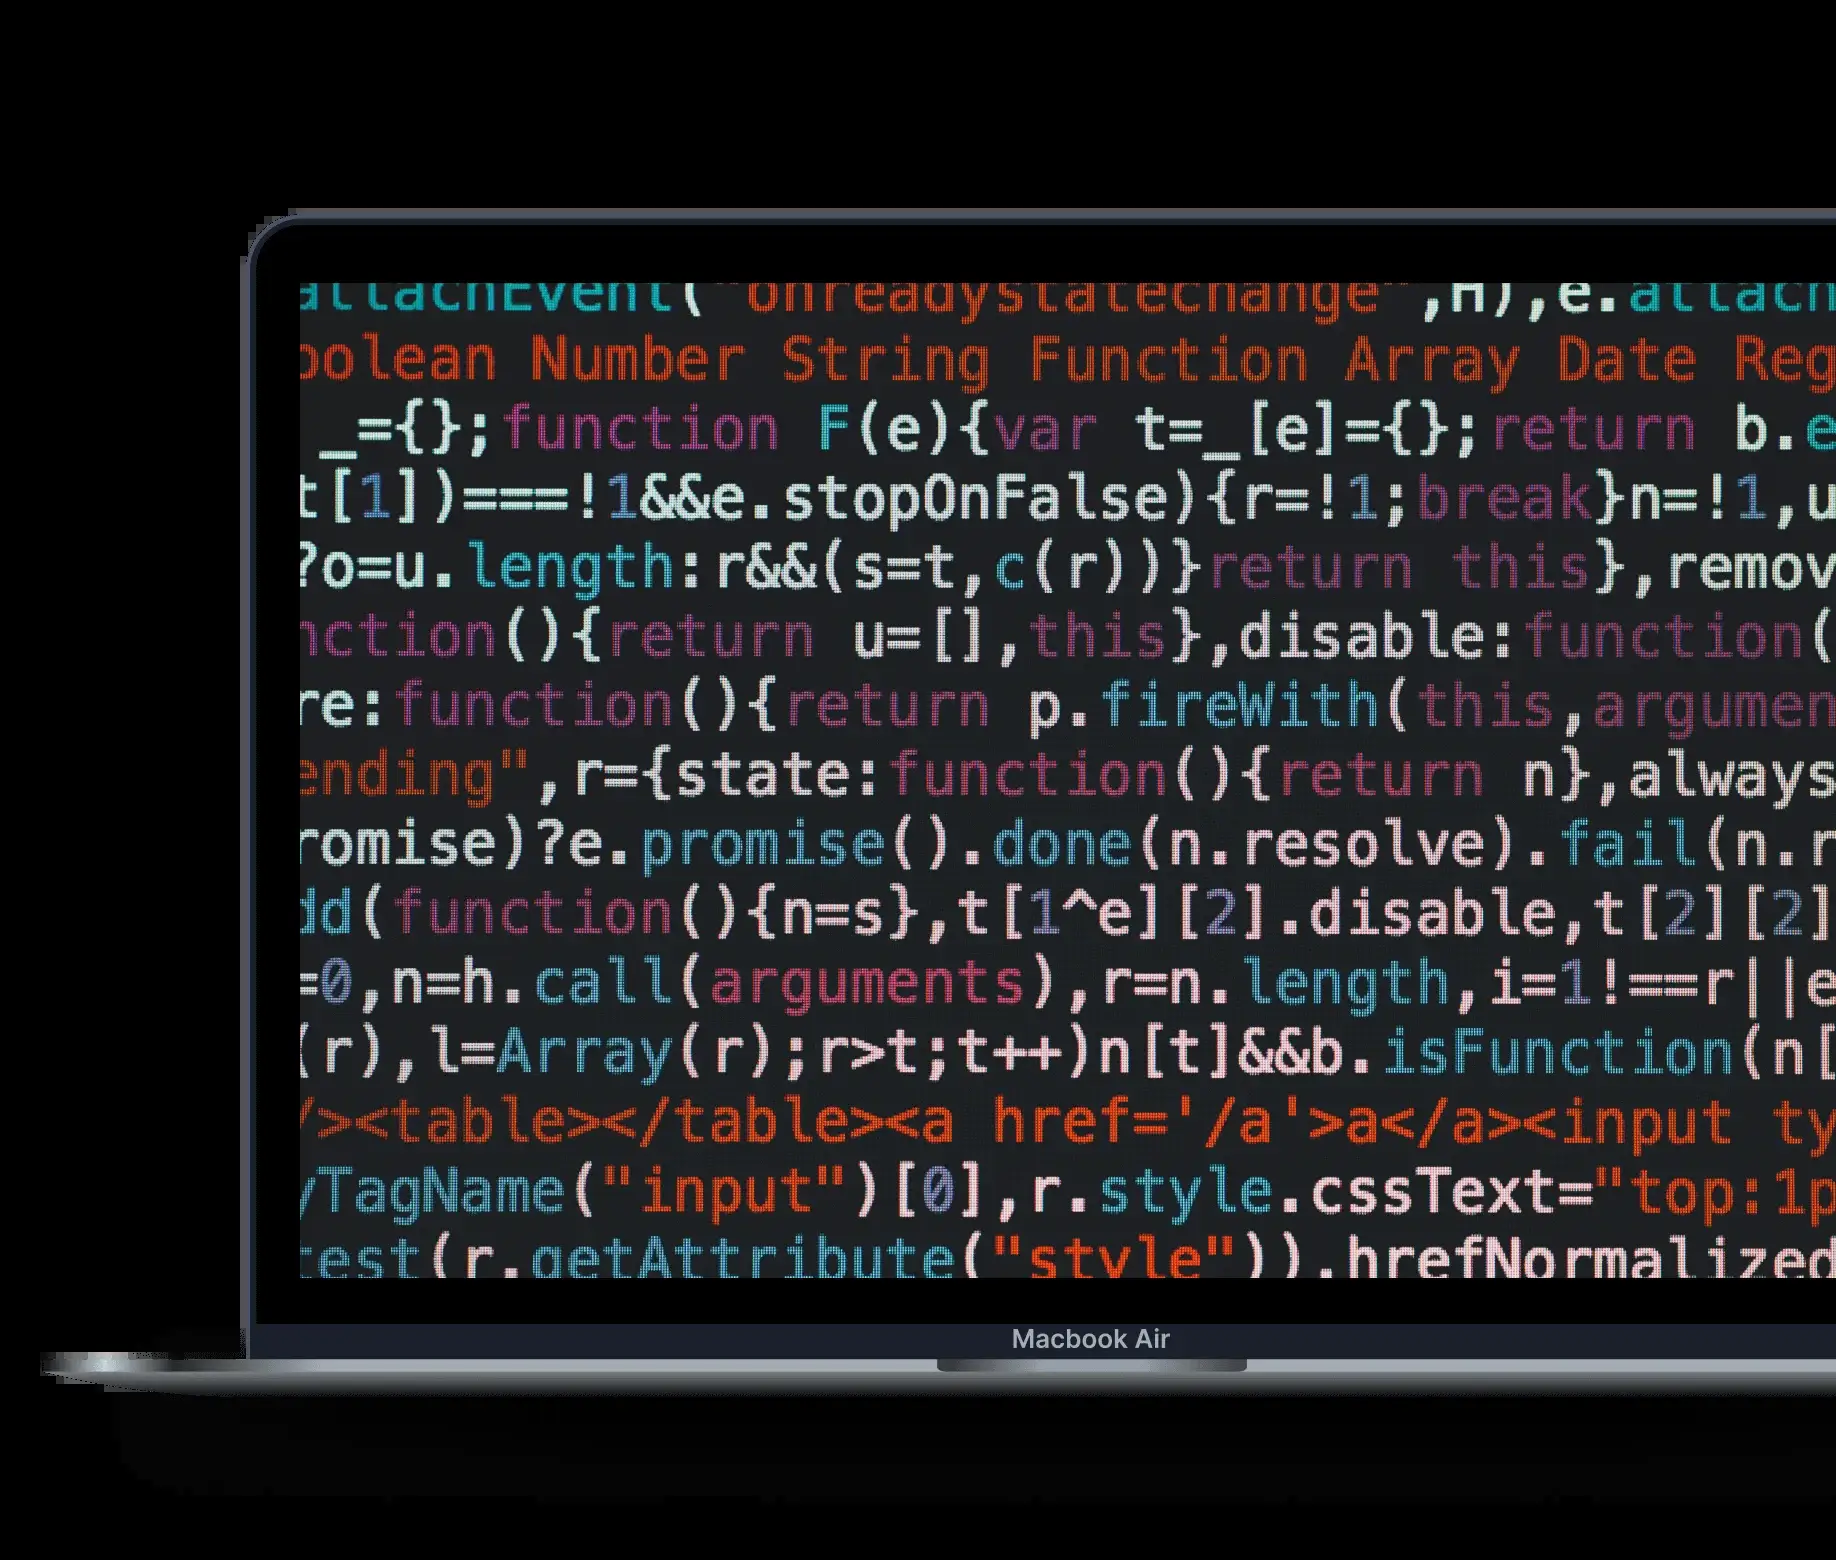 attachEvent("onreadystatechange",H),e.attach
oolean Number String Function Array Date Reg
_={};function F(e){var t=_[e]={};return b.e
t[1])===!1&&e.stopOnFalse){r=!1;break}n=!1,u
?o=u.length:r&&(s=t,c(r))}return this},remov
nction(){return u=[],this},disable:function(
re:function(){return p.fireWith(this,argumen
ending",r={state:function(){return n},always
romise)?e.promise().done(n.resolve).fail(n.r
dd(function(){n=s},t[1^e][2].disable,t[2][2]
=0,n=h.call(arguments),r=n.length,i=1!==r||e
(r),l=Array(r);r>t;t++)n[t]&&b.isFunction(n[
/><table></table><a href='/a'>a</a><input ty
yTagName("input")[0],r.style.cssText="top:1p
test(r.getAttribute("style")).hrefNormalized
Macbook Air